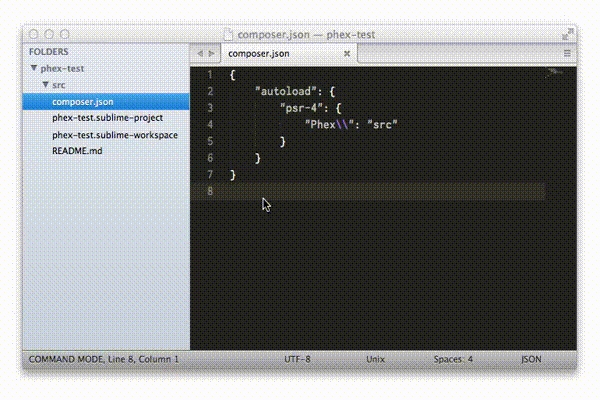 composer.json — phex-test
FOLDERS
phex-test
src
composer.json
phex-test.sublime-project
phex-test.sublime-workspace
README.md
composer.json
1 {
2     "autoload": {
3         "psr-4": {
4             "Phex\\": "src"
5         }
6     }
7 }
8
COMMAND MODE, Line 8, Column 1 UTF-8 Unix Spaces: 4 JSON